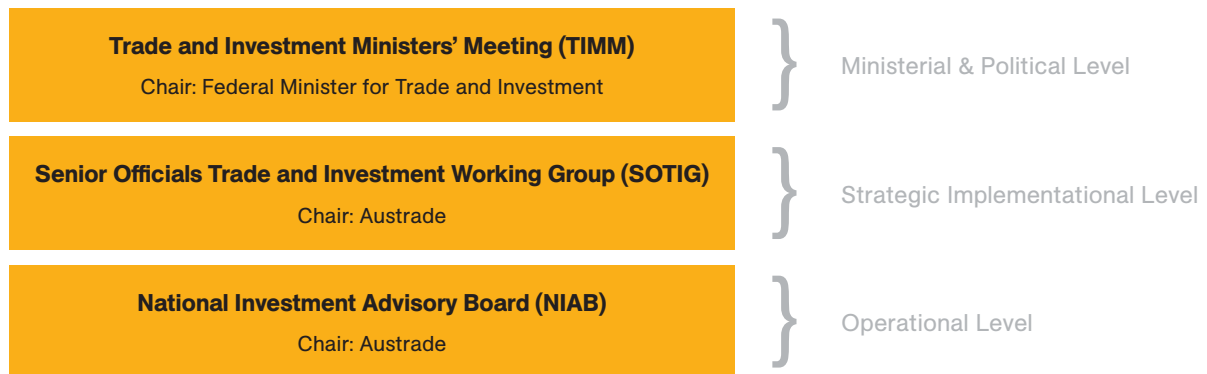 Trade and Investment Ministers’ Meeting (TIMM)
Chair: Federal Minister for Trade and Investment
Ministerial & Political Level
Senior Officials Trade and Investment Working Group (SOTIG)
Chair: Austrade
Strategic Implementational Level
National Investment Advisory Board (NIAB)
Chair: Austrade
Operational Level